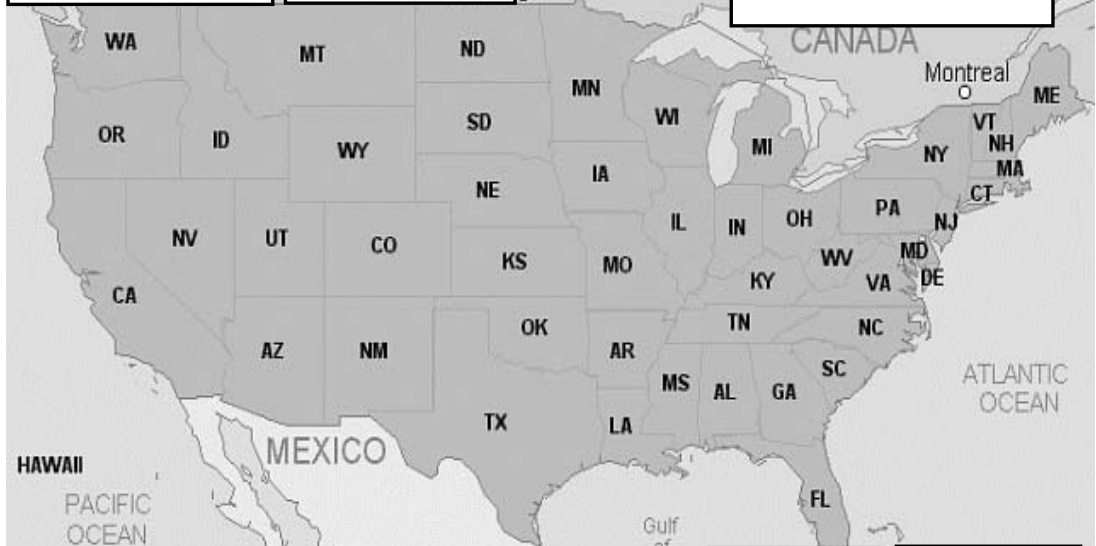 WA
MT
ND
CANADA
Montreal
MN
ME
OR
ID
SD
WI
VT
WY
MI
NY
NH
IA
MA
NE
CT
PA
NV
UT
CO
IL
IN
OH
NJ
KS
MO
WV
MD
CA
KY
VA
DE
OK
TN
NC
AZ
NM
AR
SC
ATLANTIC
OCEAN
MS
AL
GA
TX
LA
MEXICO
HAWAII
PACIFIC
OCEAN
FL
Gulf